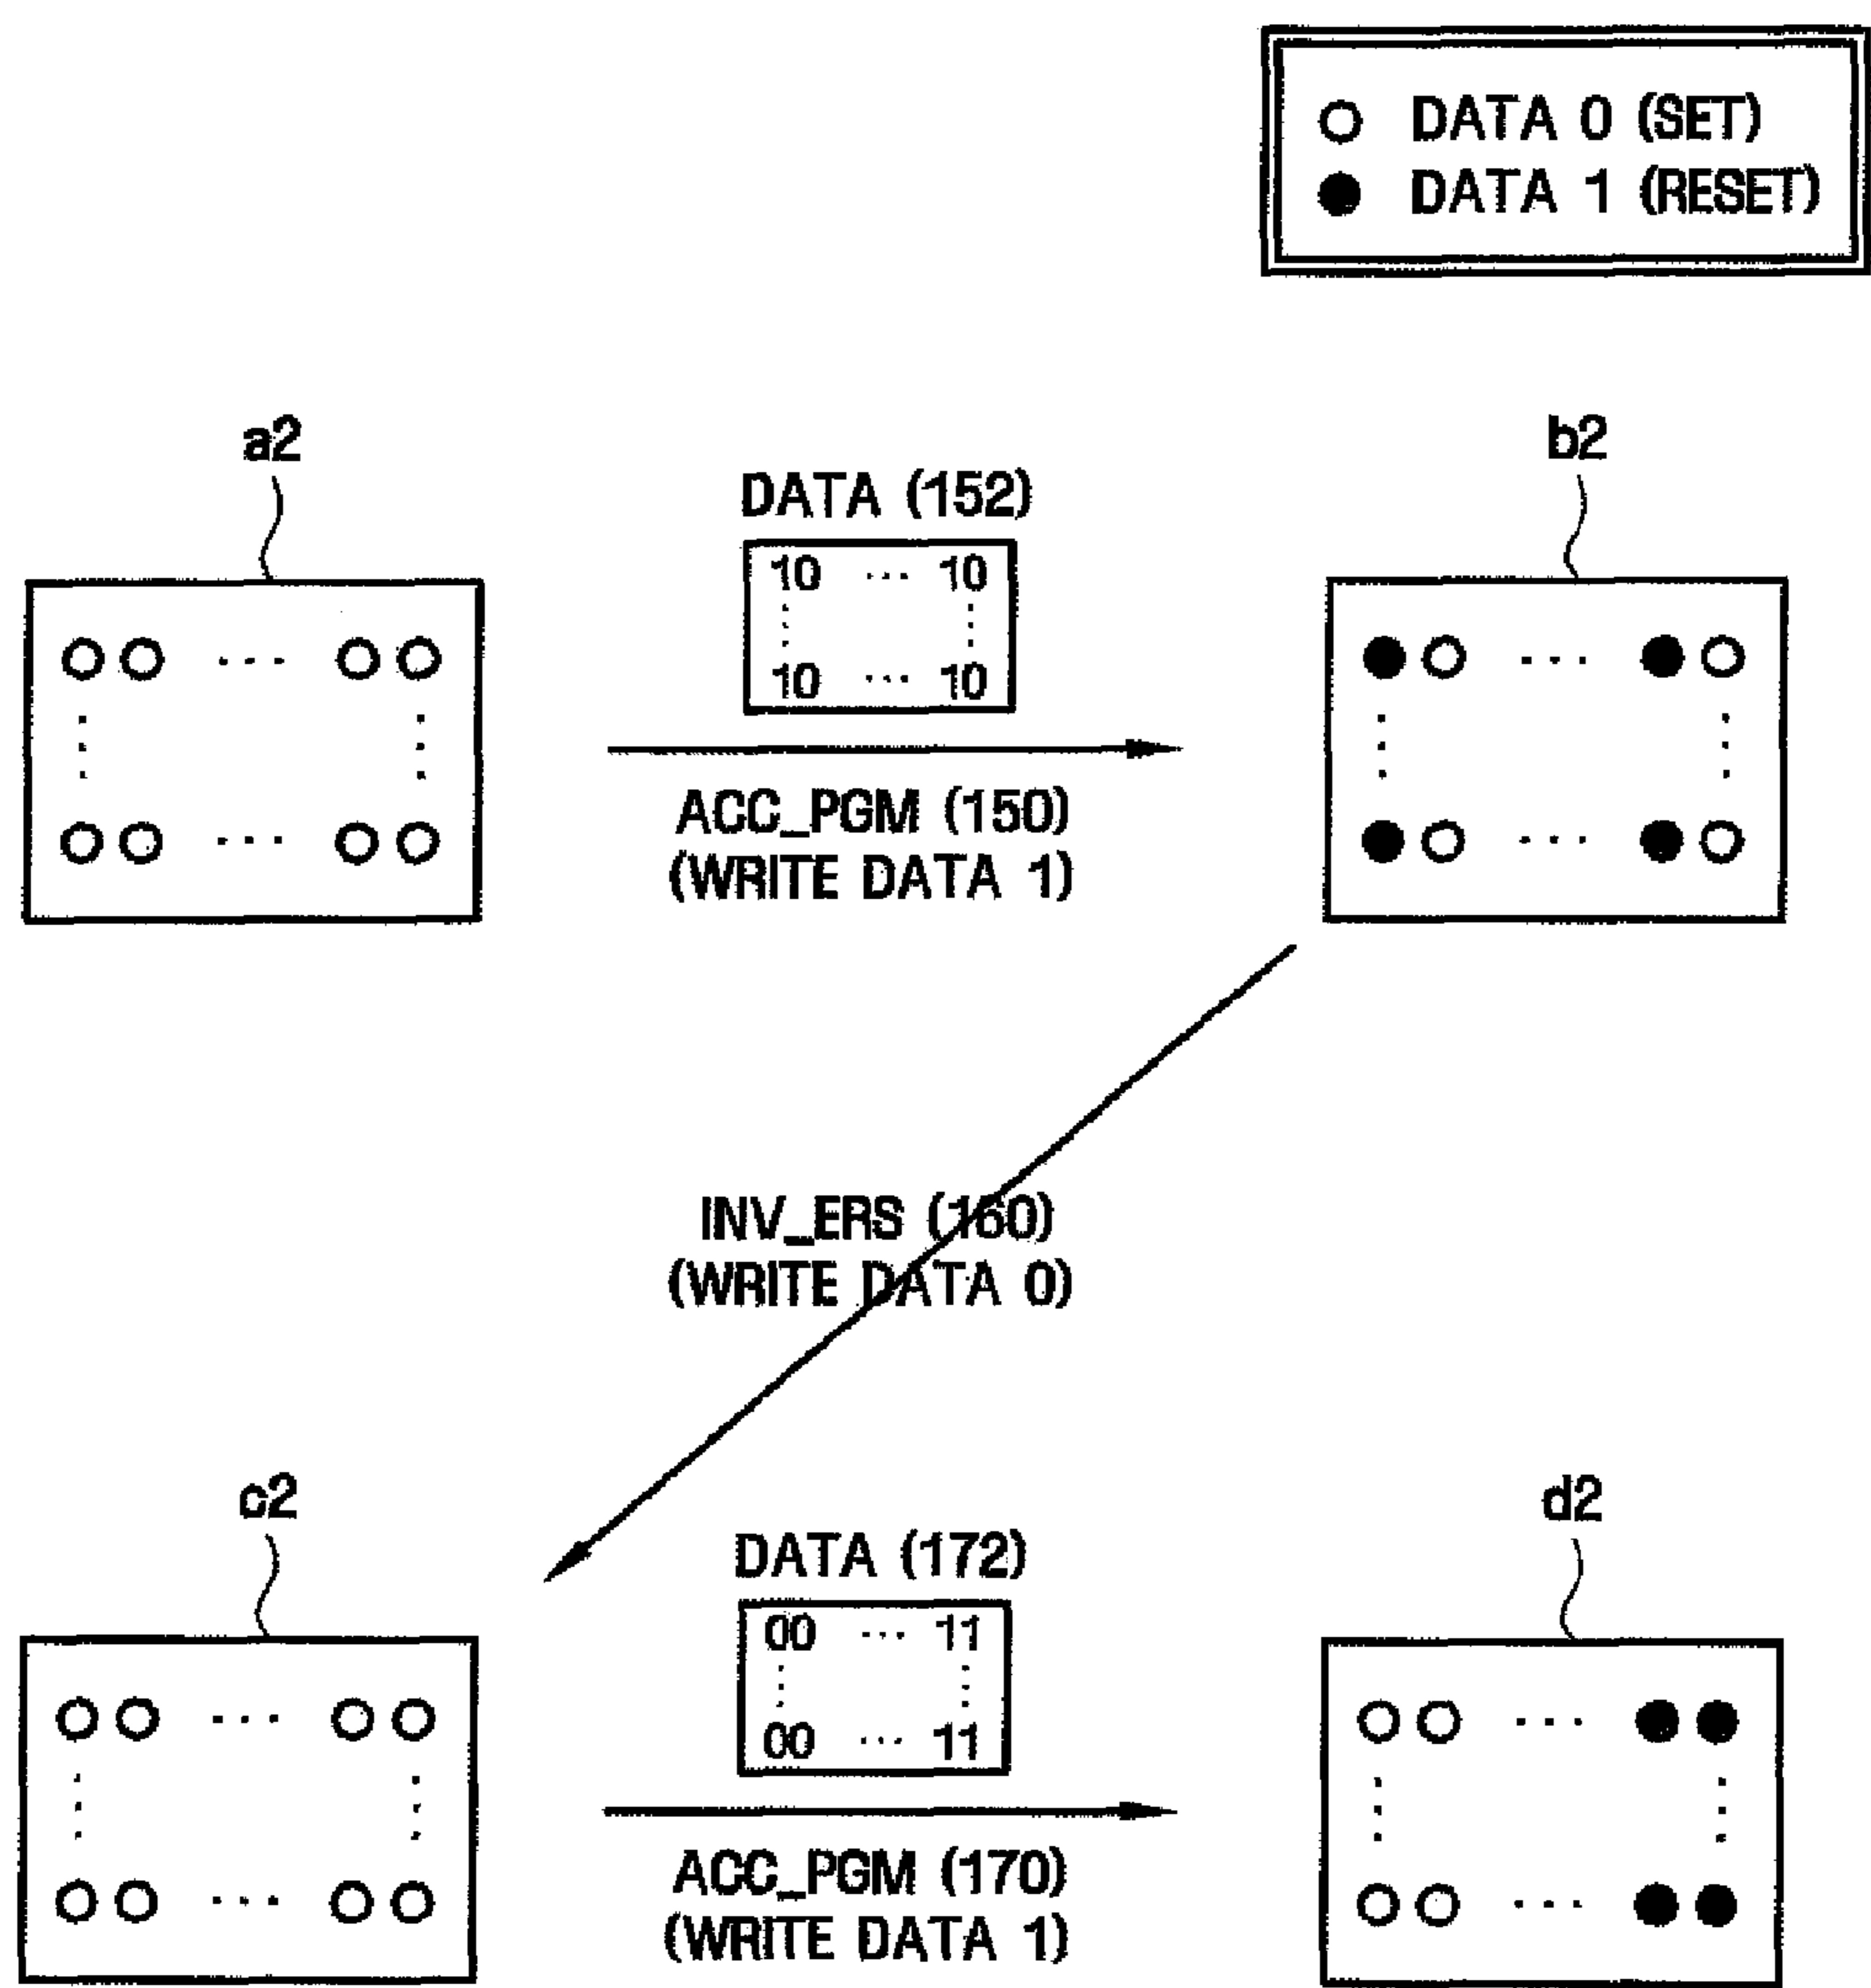 DATA 0 (SET)
DATA 1 (RESET)
a2
b2
DATA (152)
10 ... 10
10 ... 10
ACC_PGM (150)
(WRITE DATA 1)
INV_ERS (160)
(WRITE DATA 0)
c2
d2
DATA (172)
00 ... 11
00 ... 11
ACC_PGM (170)
(WRITE DATA 1)